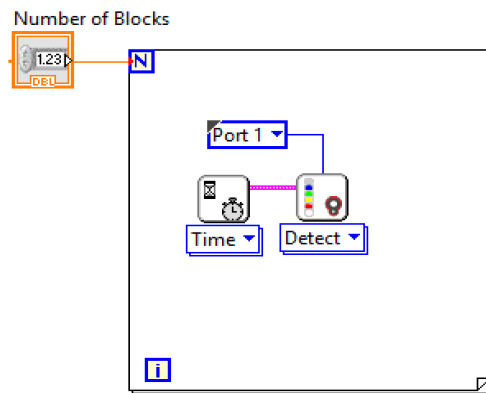 Number of Blocks
1.23
DBL
N
Port 1
Time
Detect
i